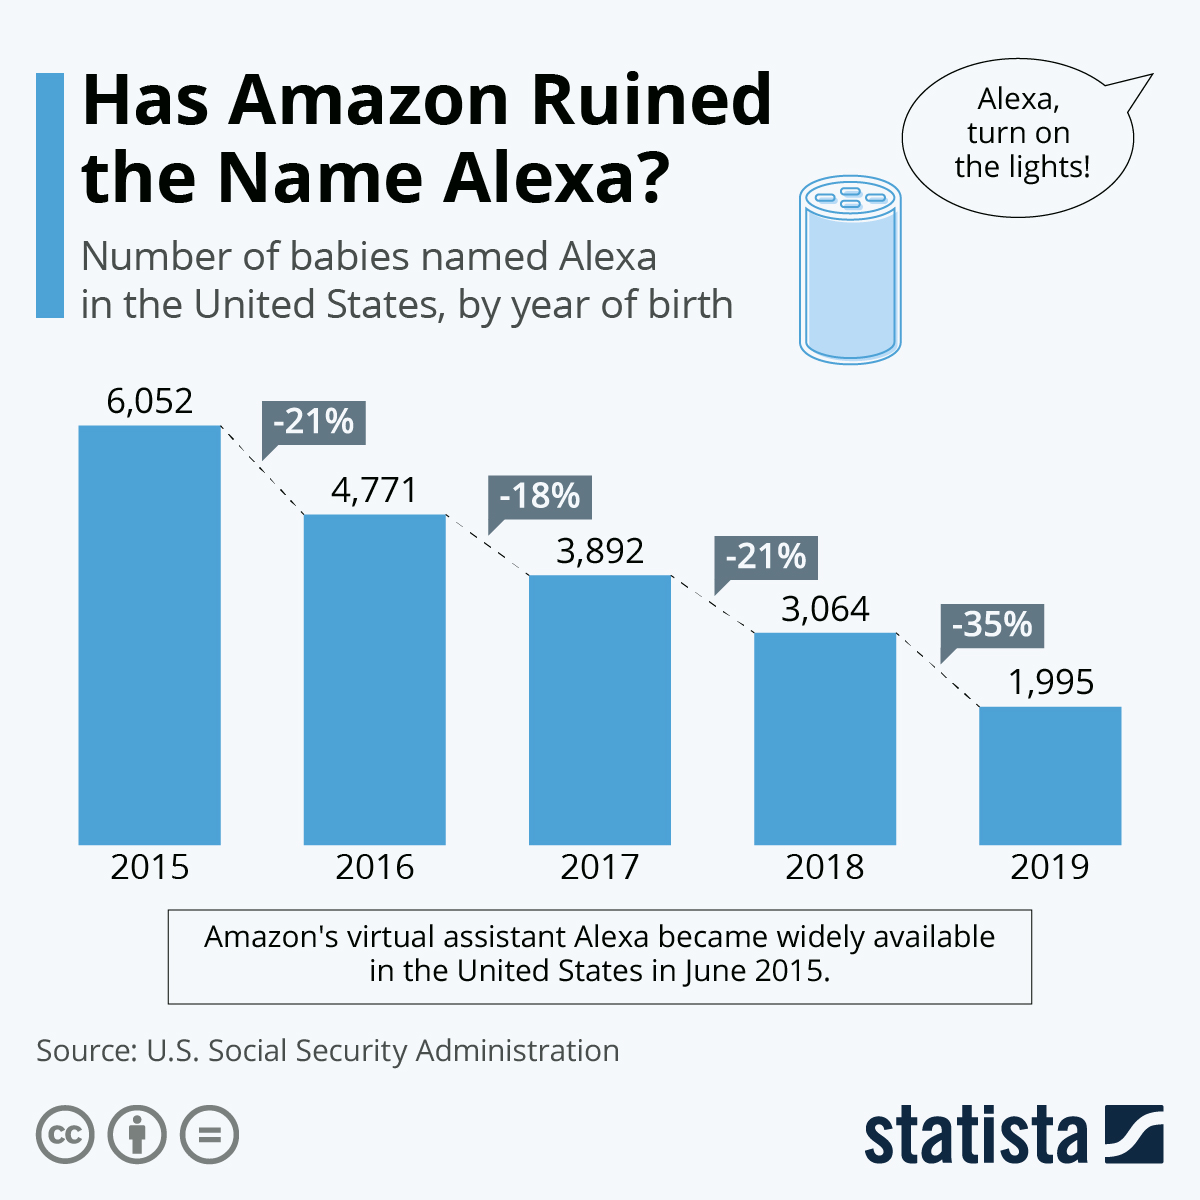 Has Amazon Ruined
the Name Alexa?
Number of babies named Alexa
in the United States, by year of birth
Alexa,
turn on
the lights!
6,052
-21%
4,771
-18%
3,892
-21%
3,064
-35%
1,995
2015
2016
2017
2018
2019
Amazon's virtual assistant Alexa became widely available
in the United States in June 2015.
Source: U.S. Social Security Administration
cc
statista